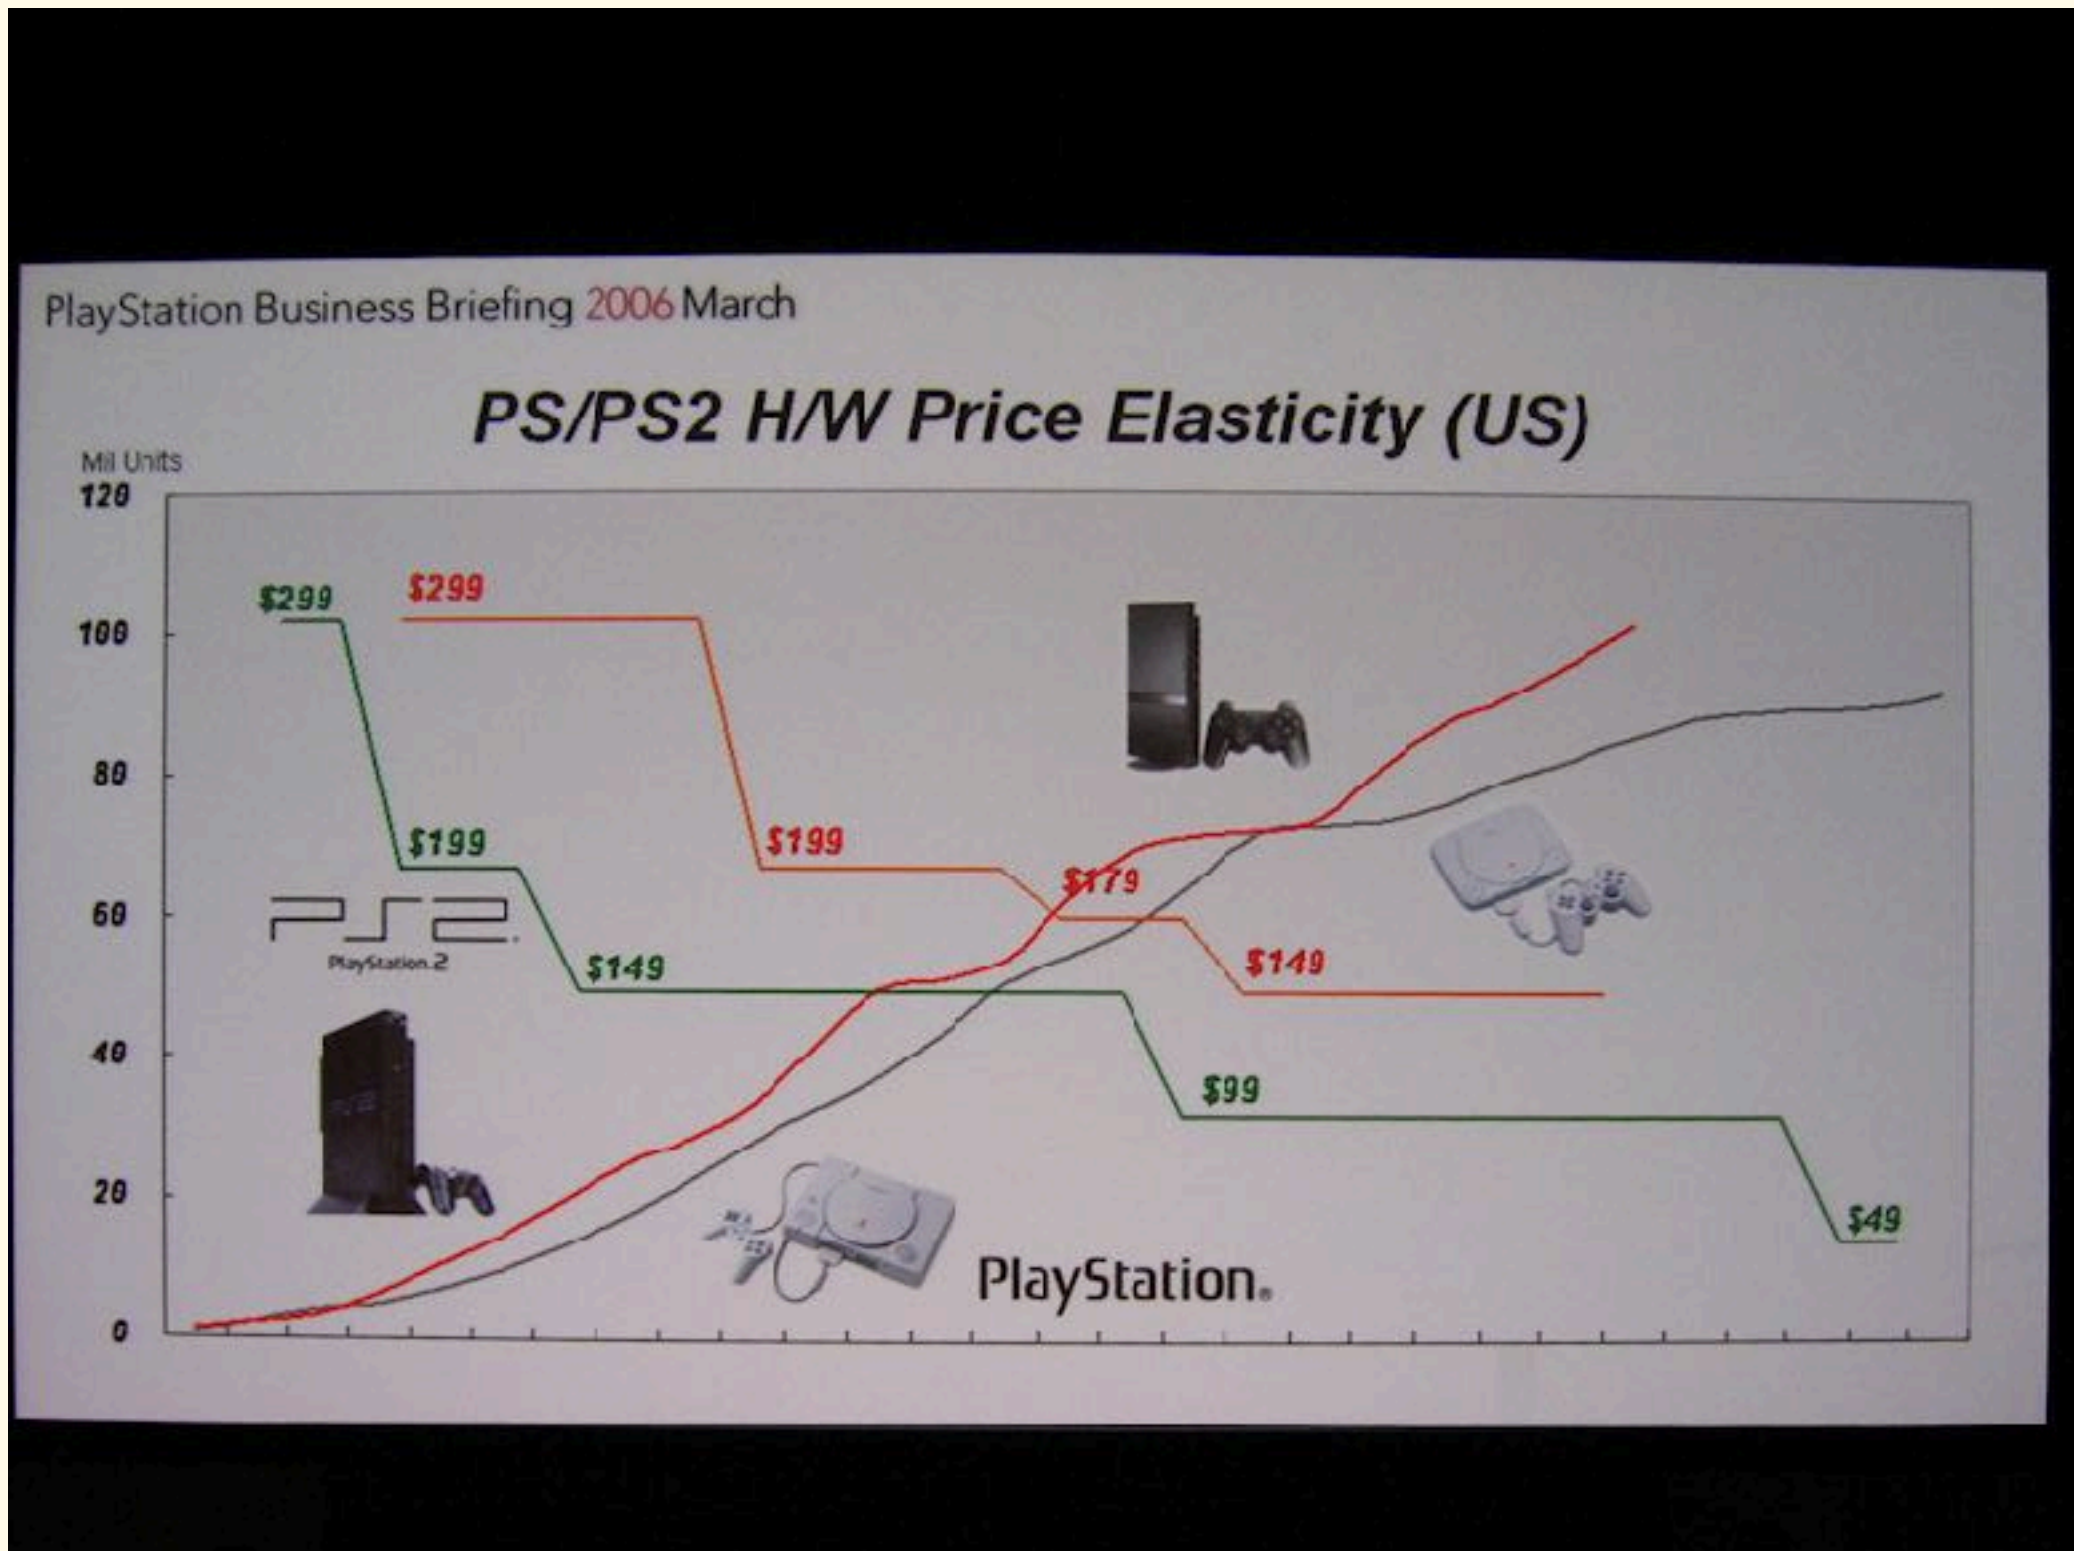 PlayStation Business Briefing 2006 March
PS/PS2 H/W Price Elasticity (US)
Mil Units
120
100
80
60
40
20
0
$299
$299
$199
$199
$179
$149
$149
$99
$49
PS2
PlayStation.2
PlayStation®